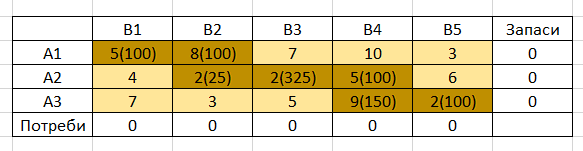 B1 B2 B3 B4 B5 Запаси
A1 5(100) 8(100) 7 10 3 0
A2 4 2(25) 2(325) 5(100) 6 0
A3 7 3 5 9(150) 2(100) 0
Потреби 0 0 0 0 0